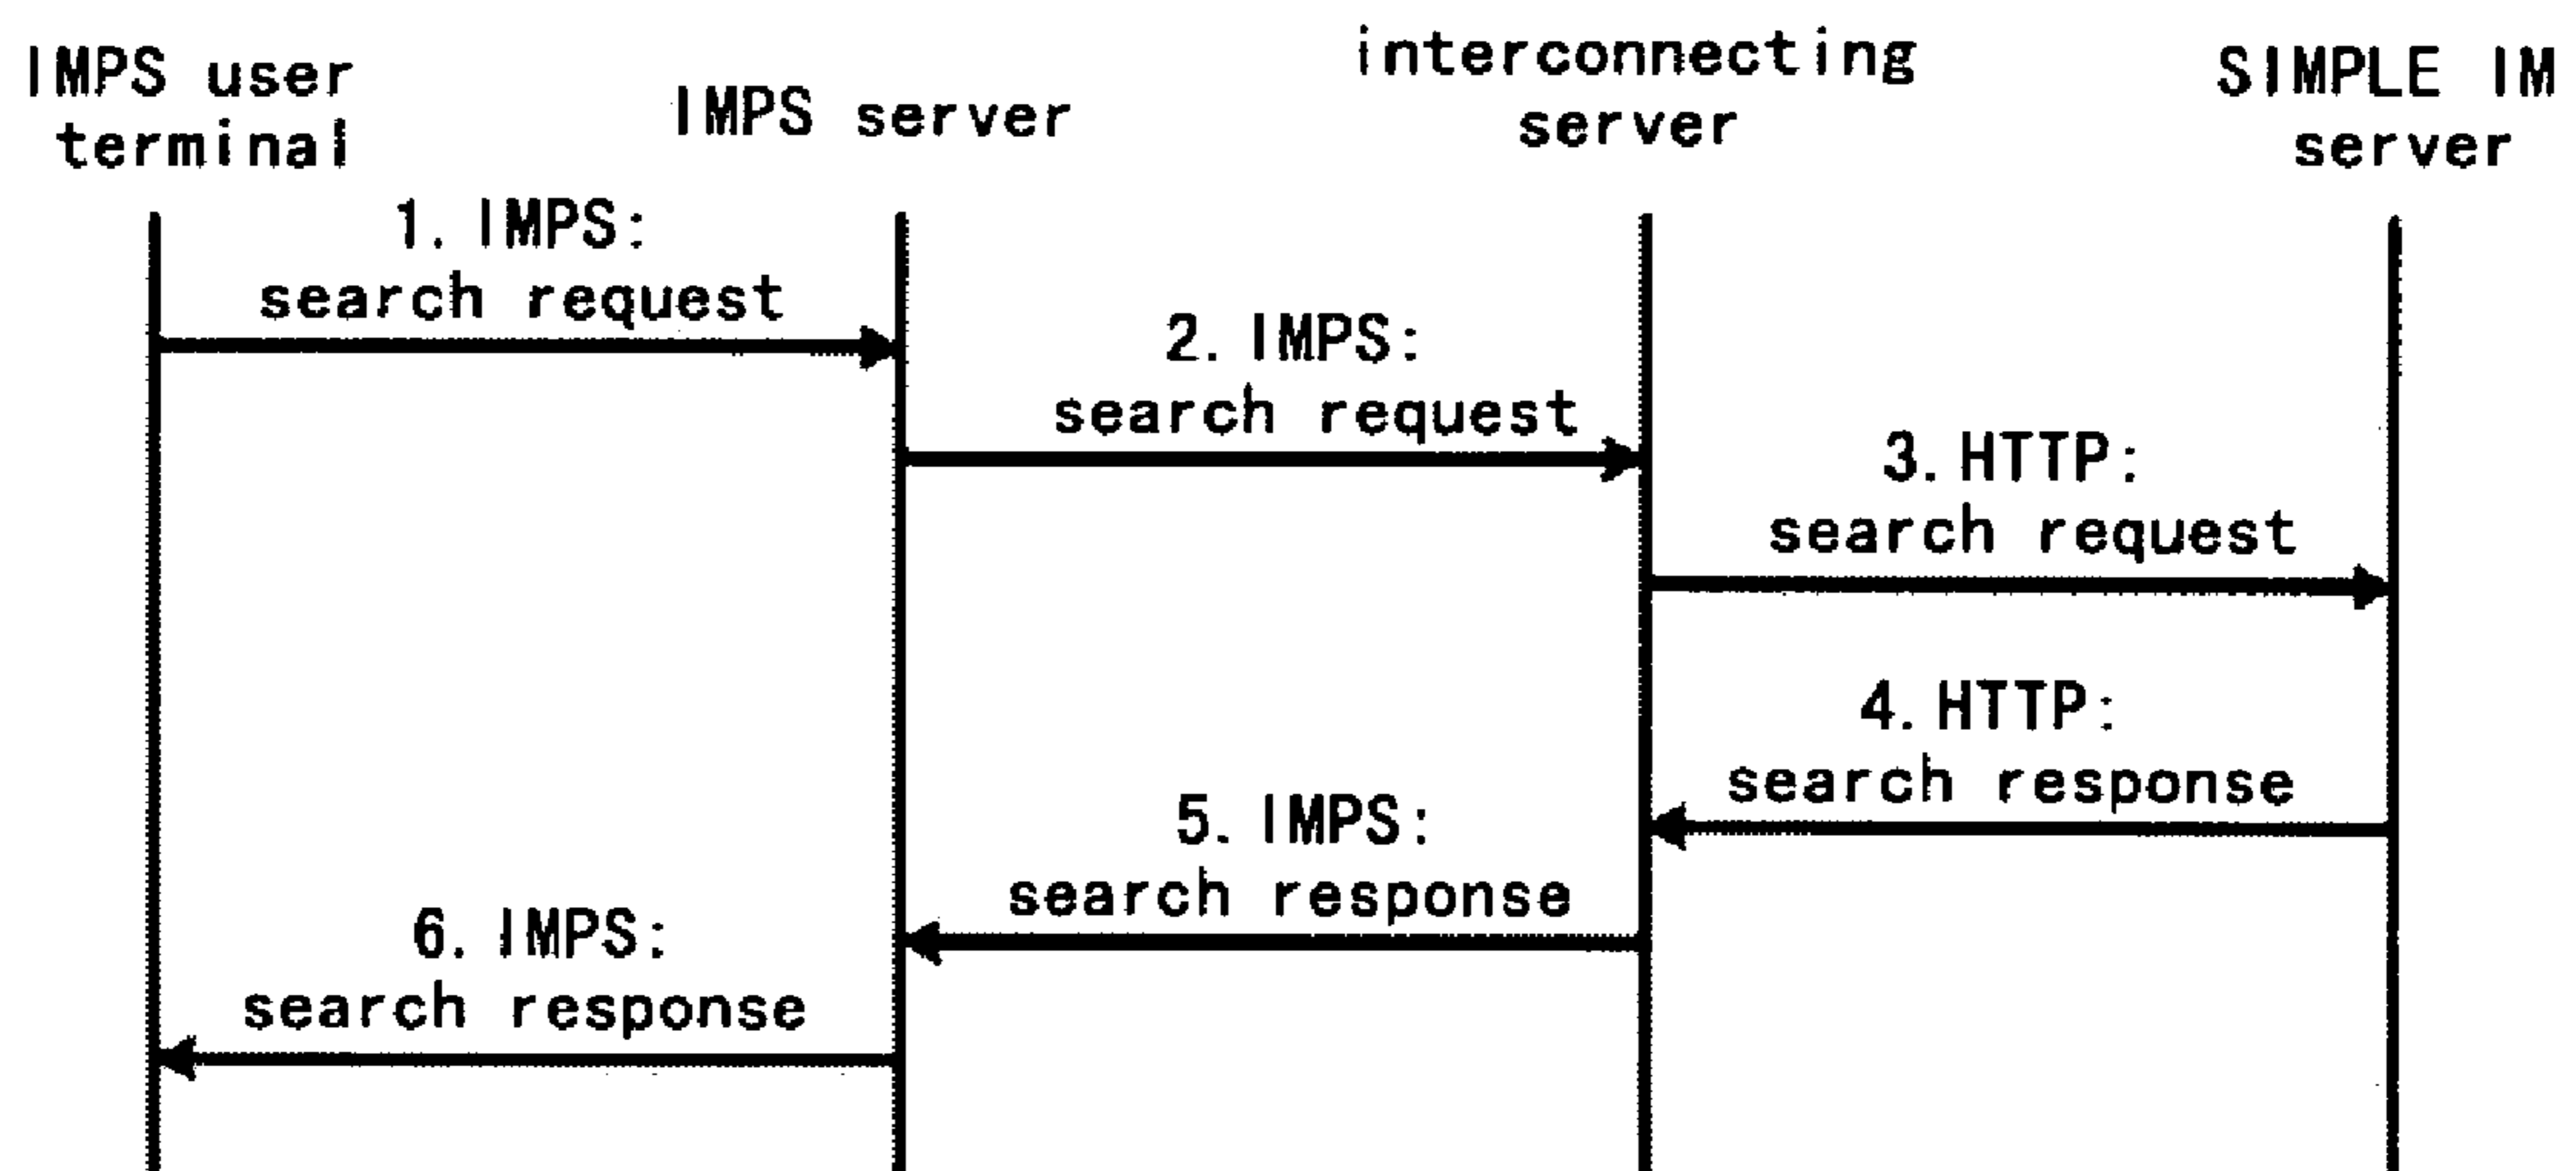 IMPS user
terminal
IMPS server
interconnecting
server
SIMPLE IM
server
1. IMPS:
search request
2. IMPS:
search request
3. HTTP:
search request
4. HTTP:
search response
5. IMPS:
search response
6. IMPS:
search response